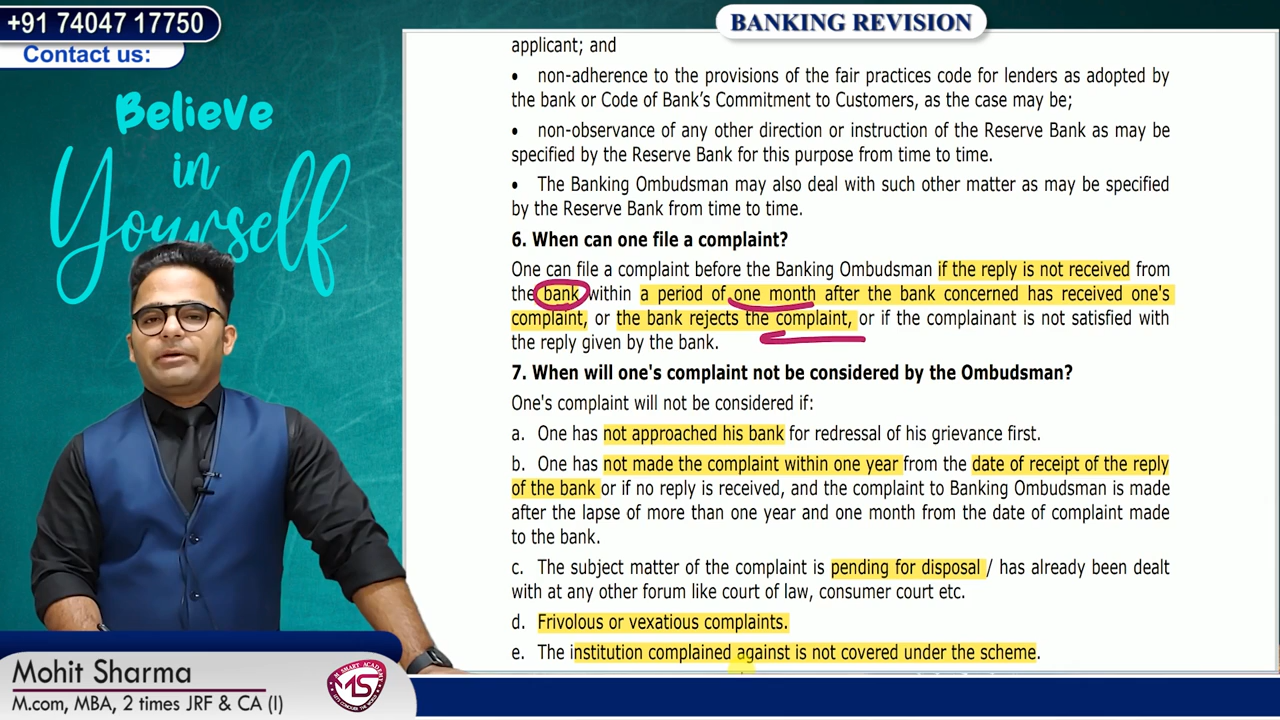 +91 74047 17750
Contact us:
BANKING REVISION
Believe
in
Yourself
applicant; and
• non-adherence to the provisions of the fair practices code for lenders as adopted by
the bank or Code of Bank's Commitment to Customers, as the case may be;
• non-observance of any other direction or instruction of the Reserve Bank as may be
specified by the Reserve Bank for this purpose from time to time.
• The Banking Ombudsman may also deal with such other matter as may be specified
by the Reserve Bank from time to time.
6. When can one file a complaint?
One can file a complaint before the Banking Ombudsman if the reply is not received from
the bank within a period of one month after the bank concerned has received one's
complaint, or the bank rejects the complaint, or if the complainant is not satisfied with
the reply given by the bank.
7. When will one's complaint not be considered by the Ombudsman?
One's complaint will not be considered if:
a. One has not approached his bank for redressal of his grievance first.
b. One has not made the complaint within one year from the date of receipt of the reply
of the bank or if no reply is received, and the complaint to Banking Ombudsman is made
after the lapse of more than one year and one month from the date of complaint made
to the bank.
c. The subject matter of the complaint is pending for disposal / has already been dealt
with at any other forum like court of law, consumer court etc.
d. Frivolous or vexatious complaints.
e. The institution complained against is not covered under the scheme.
Mohit Sharma
M.com, MBA, 2 times JRF & CA (I)
MS